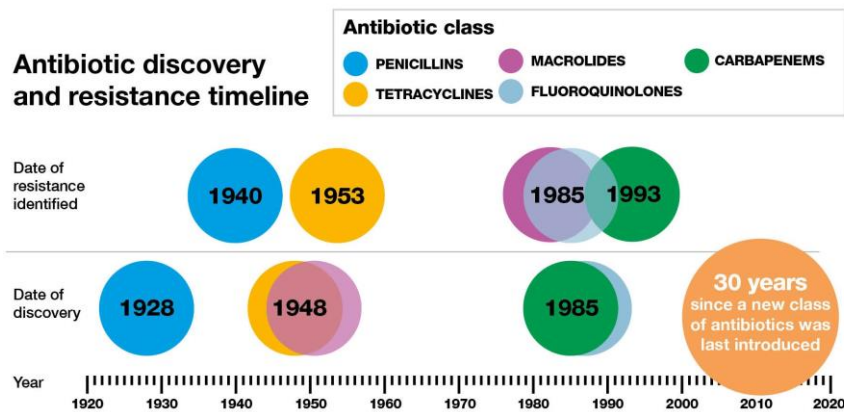 Antibiotic discovery
and resistance timeline
Antibiotic class
PENICILLINS
MACROLIDES
CARBAPENEMS
TETRACYCLINES
FLUOROQUINOLONES
Date of
resistance
identified
1940
1953
1985
1993
Date of
discovery
1928
1948
1985
30 years
since a new class
of antibiotics was
last introduced
Year
1920 1930 1940 1950 1960 1970 1980 1990 2000 2010 2020